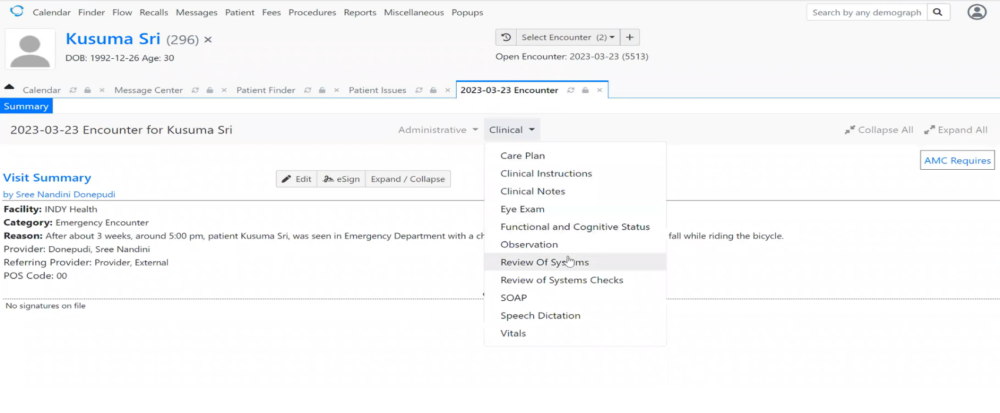 Calendar Finder Flow Recalls Messages Patient Fees Procedures Reports Miscellaneous Popups
Search by any demograph
Kusuma Sri (296) ×
DOB: 1992-12-26 Age: 30
Select Encounter (2)
Open Encounter: 2023-03-23 (5513)
Calendar Message Center Patient Finder Patient Issues 2023-03-23 Encounter
Summary
2023-03-23 Encounter for Kusuma Sri
Administrative Clinical
Collapse All Expand All
Care Plan
Clinical Instructions
Clinical Notes
Eye Exam
Functional and Cognitive Status
Observation
Review Of Systems
Review of Systems Checks
SOAP
Speech Dictation
Vitals
AMC Requires
Visit Summary
Edit eSign Expand / Collapse
by Sree Nandini Donepudi
Facility: INDY Health
Category: Emergency Encounter
Reason: After about 3 weeks, around 5:00 pm, patient Kusuma Sri, was seen in Emergency Department with a fall while riding the bicycle.
Provider: Donepudi, Sree Nandini
Referring Provider: Provider, External
POS Code: 00
No signatures on file